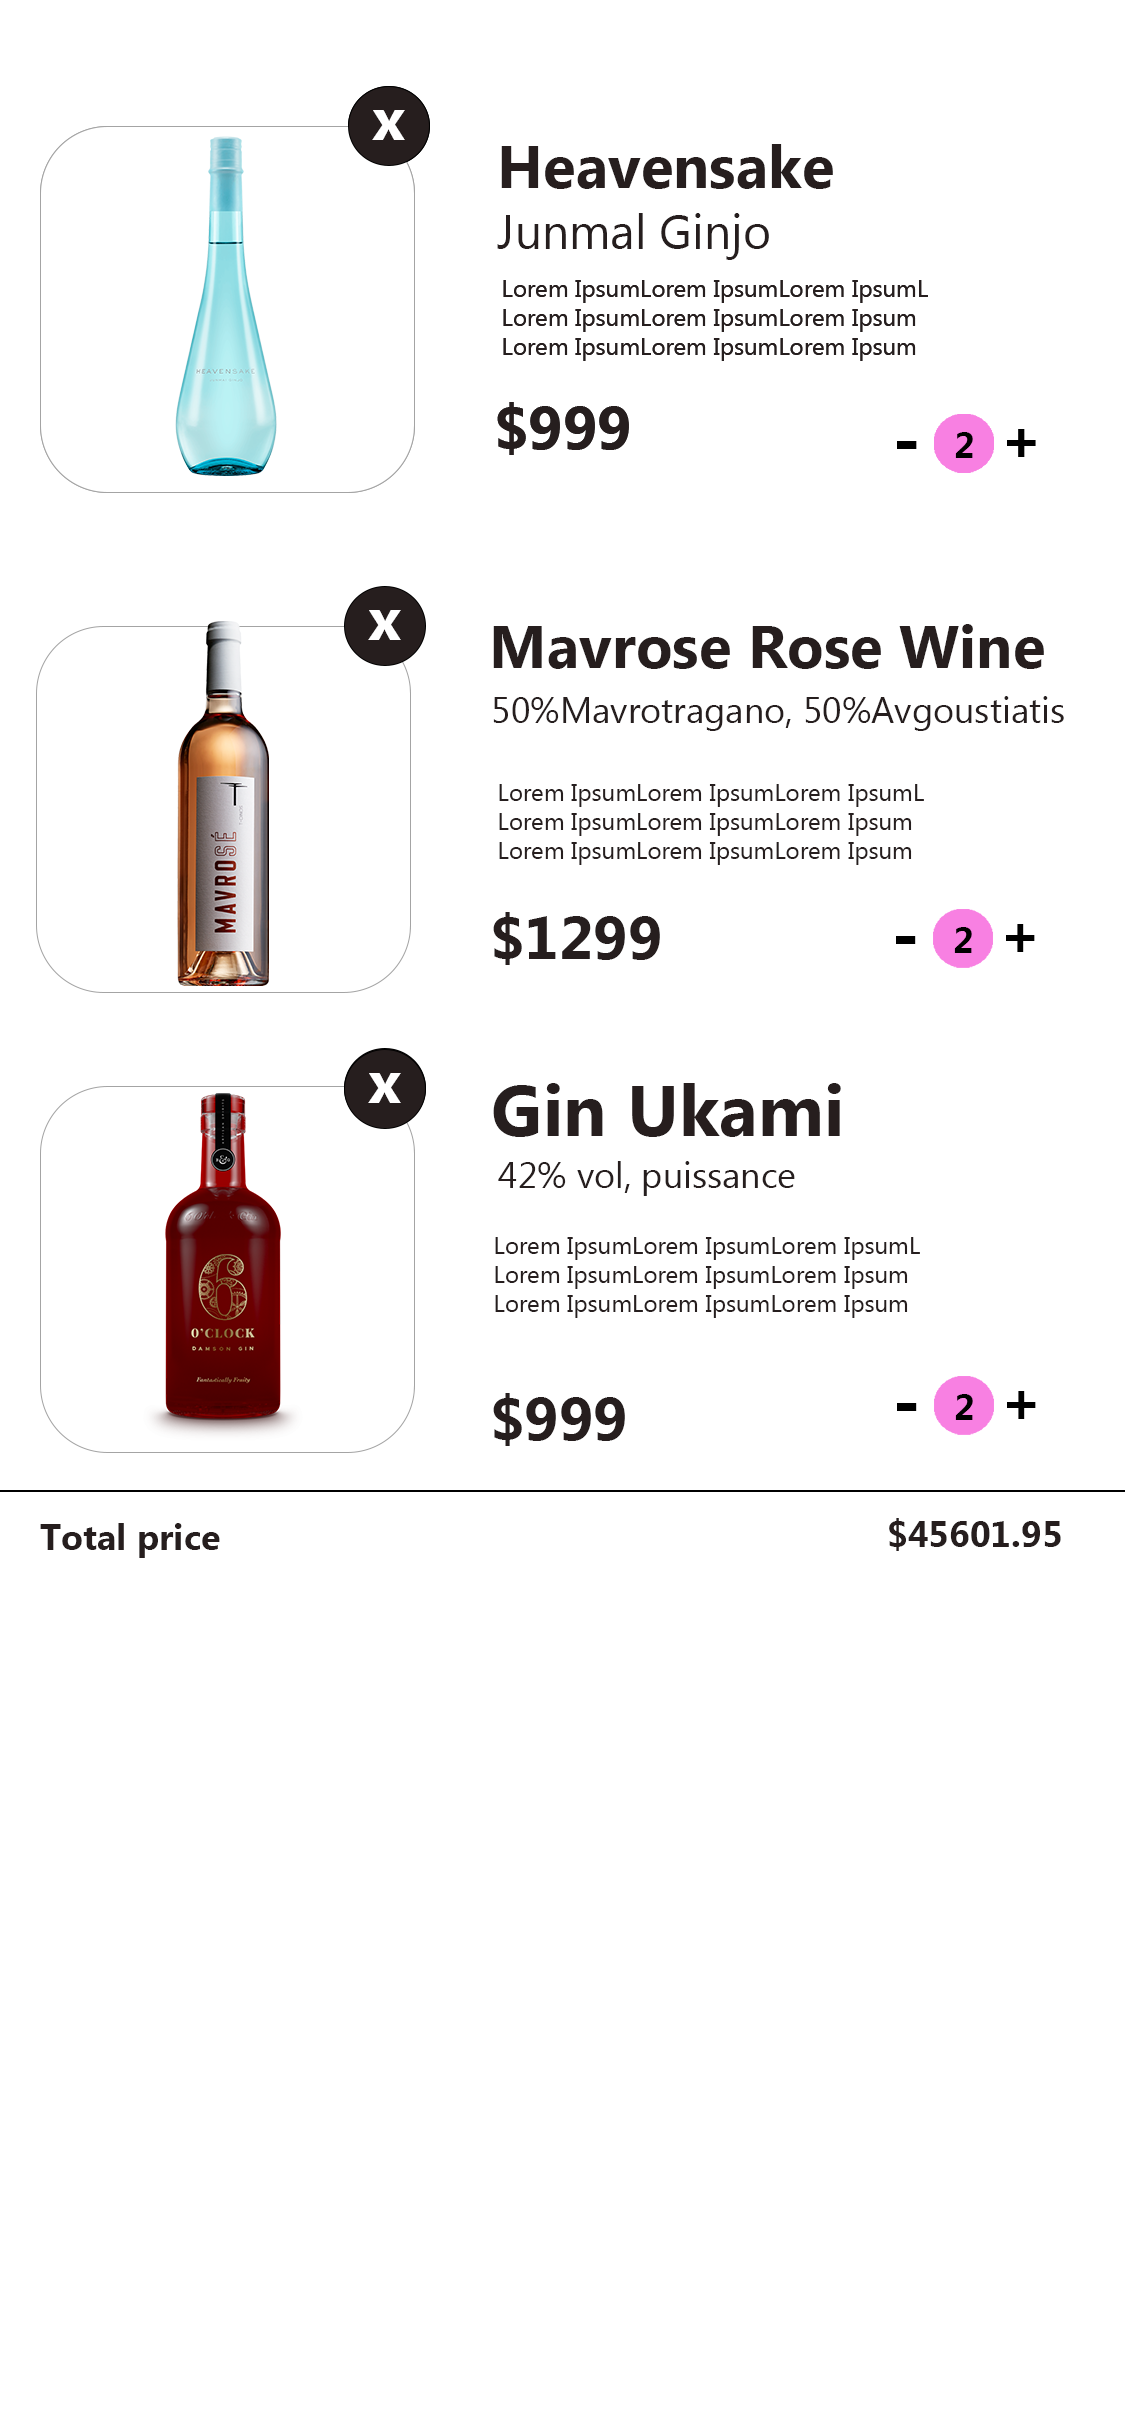 X
Heavensake
Junmal Ginjo
Lorem IpsumLorem IpsumLorem IpsumL
Lorem IpsumLorem IpsumLorem Ipsum
Lorem IpsumLorem IpsumLorem Ipsum
HEAVENSAKE
$999
- 2 +
X
Mavrose Rose Wine
50%Mavrotragano, 50%Avgoustiatis
Lorem IpsumLorem IpsumLorem IpsumL
Lorem IpsumLorem IpsumLorem Ipsum
Lorem IpsumLorem IpsumLorem Ipsum
MAVROSÉ
$1299
- 2 +
X
Gin Ukami
42% vol, puissance
Lorem IpsumLorem IpsumLorem IpsumL
Lorem IpsumLorem IpsumLorem Ipsum
Lorem IpsumLorem IpsumLorem Ipsum
6
O'CLOCK
DAMSON GIN
Fantastically Fruity
$999
- 2 +
Total price
$45601.95